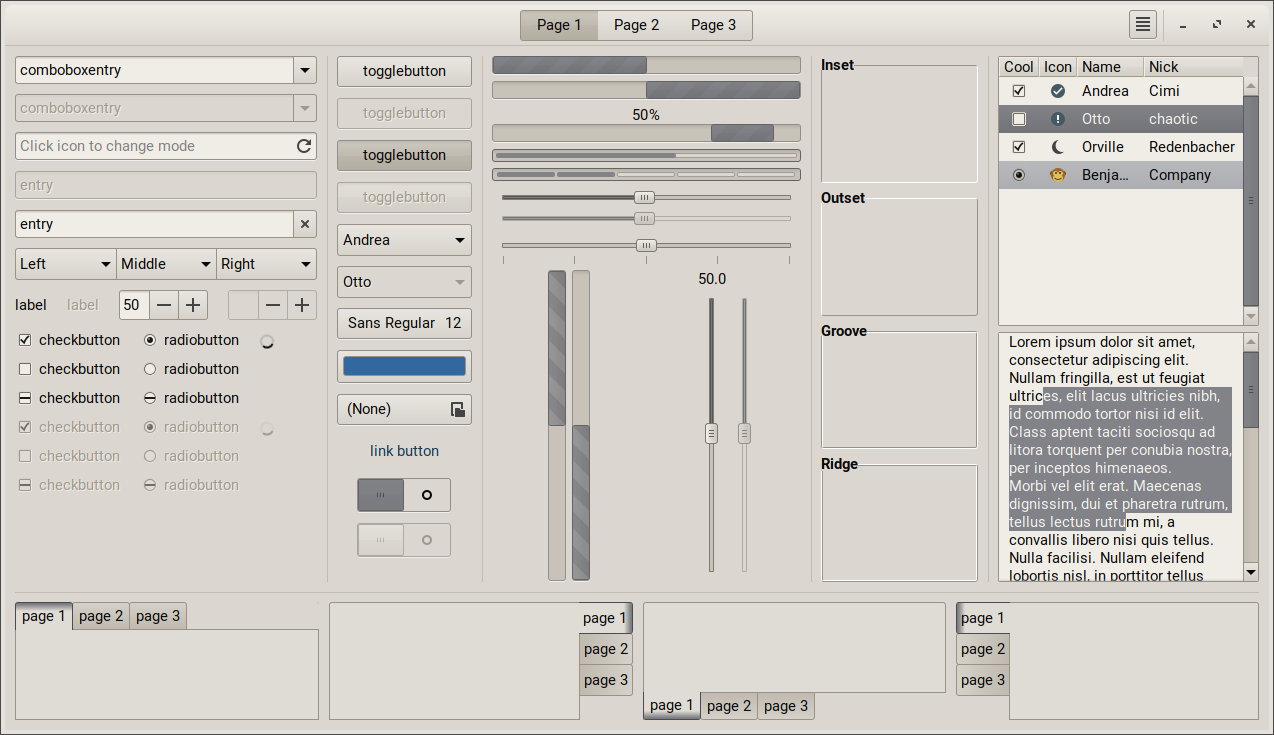 Page 1 Page 2 Page 3
comboboxentry
comboboxentry
Click icon to change mode
entry
entry
Left Middle Right
label label 50
checkbutton radiobutton
checkbutton radiobutton
checkbutton radiobutton
checkbutton radiobutton
checkbutton radiobutton
checkbutton radiobutton
togglebutton
togglebutton
togglebutton
togglebutton
Andrea
Otto
Sans Regular 12
(None)
link button
50%
50.0
Inset
Outset
Groove
Ridge
Cool Icon Name Nick
Andrea Cimi
Otto chaotic
Orville Redenbacher
Benja... Company
Lorem ipsum dolor sit amet,
consectetur adipiscing elit.
Nullam fringilla, est ut feugiat
ultrices, elit lacus ultricies nibh,
id commodo tortor nisi id elit.
Class aptent taciti sociosqu ad
litora torquent per conubia nostra,
per inceptos himenaeos.
Morbi vel elit erat. Maecenas
dignissim, dui et pharetra rutrum,
tellus lectus rutrum mi, a
convallis libero nisi quis tellus.
Nulla facilisi. Nullam eleifend
lobortis nisl, in porttitor tellus
page 1 page 2 page 3
page 1
page 2
page 3
page 1 page 2 page 3
page 1
page 2
page 3